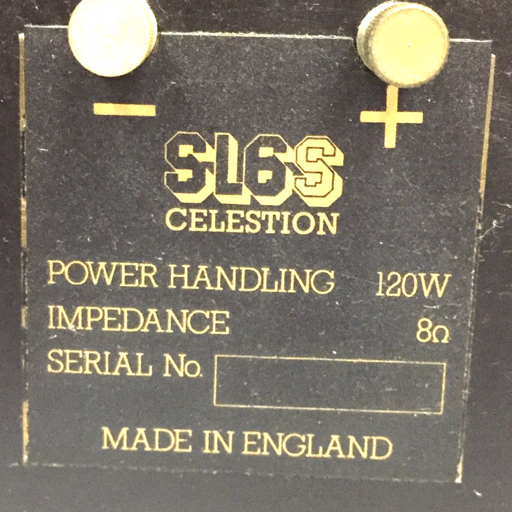 − +
SL6S
CELESTION
POWER HANDLING 120W
IMPEDANCE 8Ω
SERIAL No.
MADE IN ENGLAND